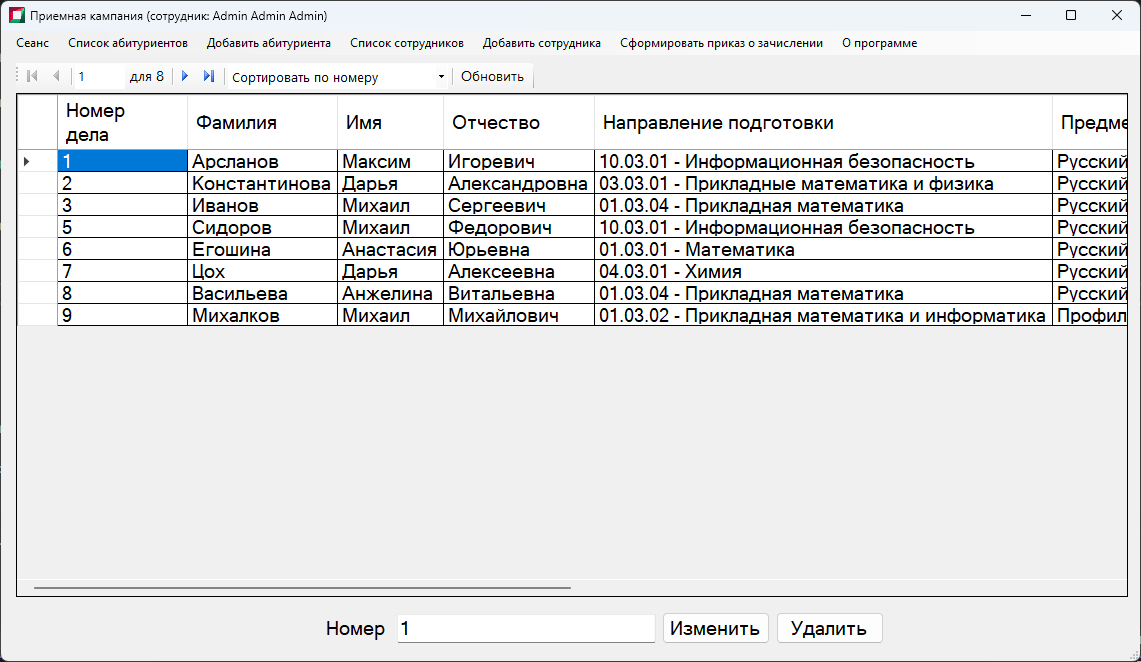 Приемная кампания (сотрудник: Admin Admin Admin)
Сеанс Список абитуриентов Добавить абитуриента Список сотрудников Добавить сотрудника Сформировать приказ о зачислении О программе
1 для 8 Сортировать по номеру Обновить
Номер дела Фамилия Имя Отчество Направление подготовки Предме
1 Арсланов Максим Игоревич 10.03.01 - Информационная безопасность Русский
2 Константинова Дарья Александровна 03.03.01 - Прикладные математика и физика Русский
3 Иванов Михаил Сергеевич 01.03.04 - Прикладная математика Русский
5 Сидоров Михаил Федорович 10.03.01 - Информационная безопасность Русский
6 Егошина Анастасия Юрьевна 01.03.01 - Математика Русский
7 Цох Дарья Алексеевна 04.03.01 - Химия Русский
8 Васильева Анжелина Витальевна 01.03.04 - Прикладная математика Русский
9 Михалков Михаил Михайлович 01.03.02 - Прикладная математика и информатика Профил
Номер 1 Изменить Удалить